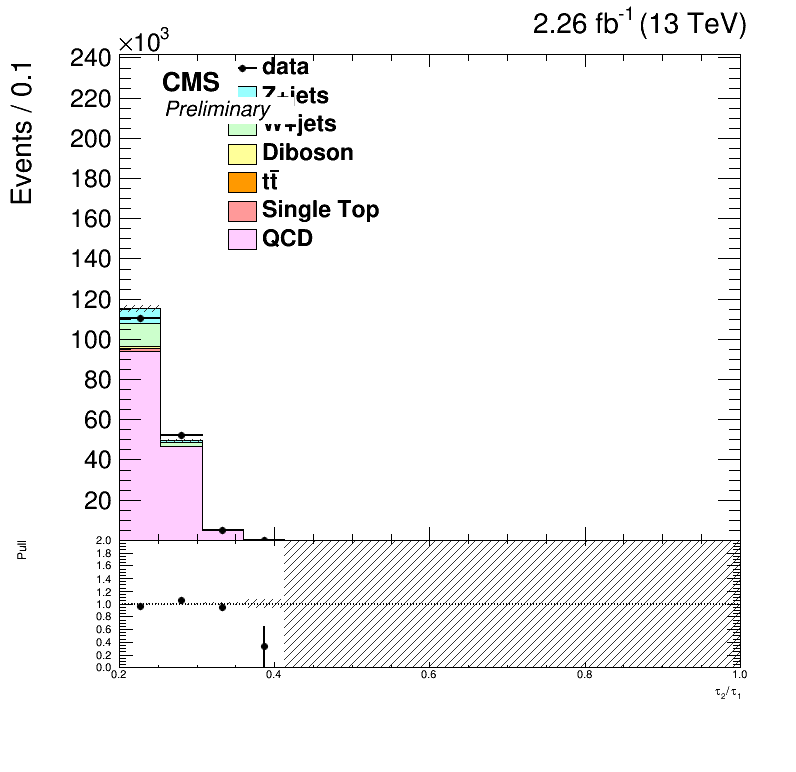 2.26 fb⁻¹ (13 TeV)
×10³
Events / 0.1
240
220
200
180
160
140
120
100
80
60
40
20
CMS
Preliminary
data
Z+jets
W+jets
Diboson
tt̄
Single Top
QCD
Pull
2.0
1.8
1.6
1.4
1.2
1.0
0.8
0.6
0.4
0.2
0.0
0.2 0.4 0.6 0.8 1.0
τ₂/τ₁